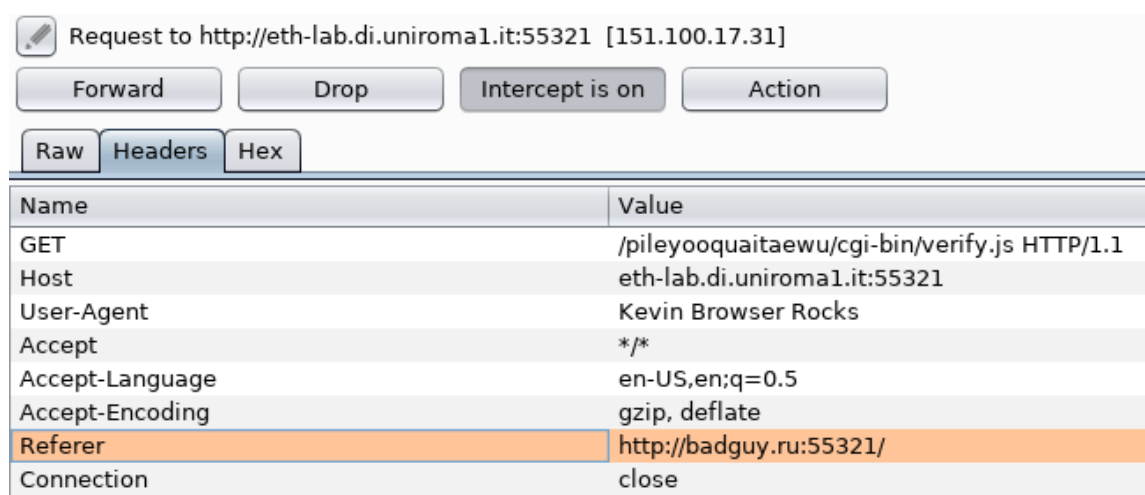 Request to http://eth-lab.di.uniroma1.it:55321 [151.100.17.31]
Forward Drop Intercept is on Action
Raw Headers Hex
Name Value
GET /pileyooquaitaewu/cgi-bin/verify.js HTTP/1.1
Host eth-lab.di.uniroma1.it:55321
User-Agent Kevin Browser Rocks
Accept */*
Accept-Language en-US,en;q=0.5
Accept-Encoding gzip, deflate
Referer http://badguy.ru:55321/
Connection close